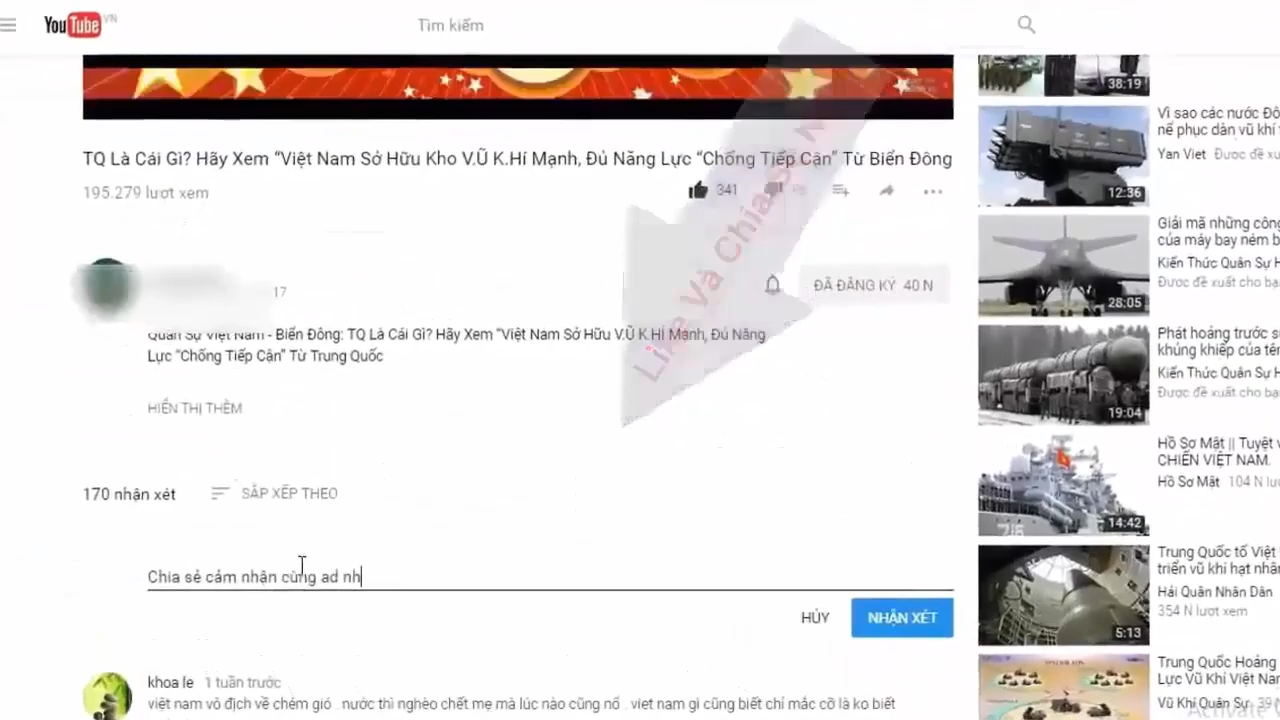 YouTube VN
Tìm kiếm
TQ Là Cái Gì? Hãy Xem “Việt Nam Sở Hữu Kho V.Ũ K.Hí Mạnh, Đủ Năng Lực “Chống Tiếp Cận” Từ Biển Đông
195.279 lượt xem
341
17
ĐÃ ĐĂNG KÝ 40 N
Like Và Chia Sẻ
Quân Sự Việt Nam - Biển Đông: TQ Là Cái Gì? Hãy Xem “Việt Nam Sở Hữu V.Ũ K.Hí Mạnh, Đủ Năng
Lực “Chống Tiếp Cận” Từ Trung Quốc
HIỂN THỊ THÊM
170 nhận xét
SẮP XẾP THEO
Chia sẻ cảm nhận cùng ad nh
HỦY
NHẬN XÉT
khoa le 1 tuần trước
việt nam vô địch về chém gió . nước thì nghèo chết mẹ mà lúc nào cũng nổ . viet nam gì cũng biết chỉ mắc cỡ là ko biết
38:19
Vì sao các nước Đô
nể phục dàn vũ khí
Yan Viet Được đề xu
12:36
Giải mã những công
của máy bay ném b
Kiến Thức Quân Sự H
Được đề xuất cho bạ
28:05
Phát hoảng trước s
khủng khiếp của tên
Kiến Thức Quân Sự H
Được đề xuất cho bạ
19:04
Hồ Sơ Mật || Tuyệt v
CHIẾN VIỆT NAM.
Hồ Sơ Mật 104 N lượ
14:42
Trung Quốc tố Việt
triển vũ khí hạt nhân
Hải Quân Nhân Dân
354 N lượt xem
5:13
Trung Quốc Hoảng
Lực Vũ Khí Việt Nam
Vũ Khí Quân Sự 39
Activate